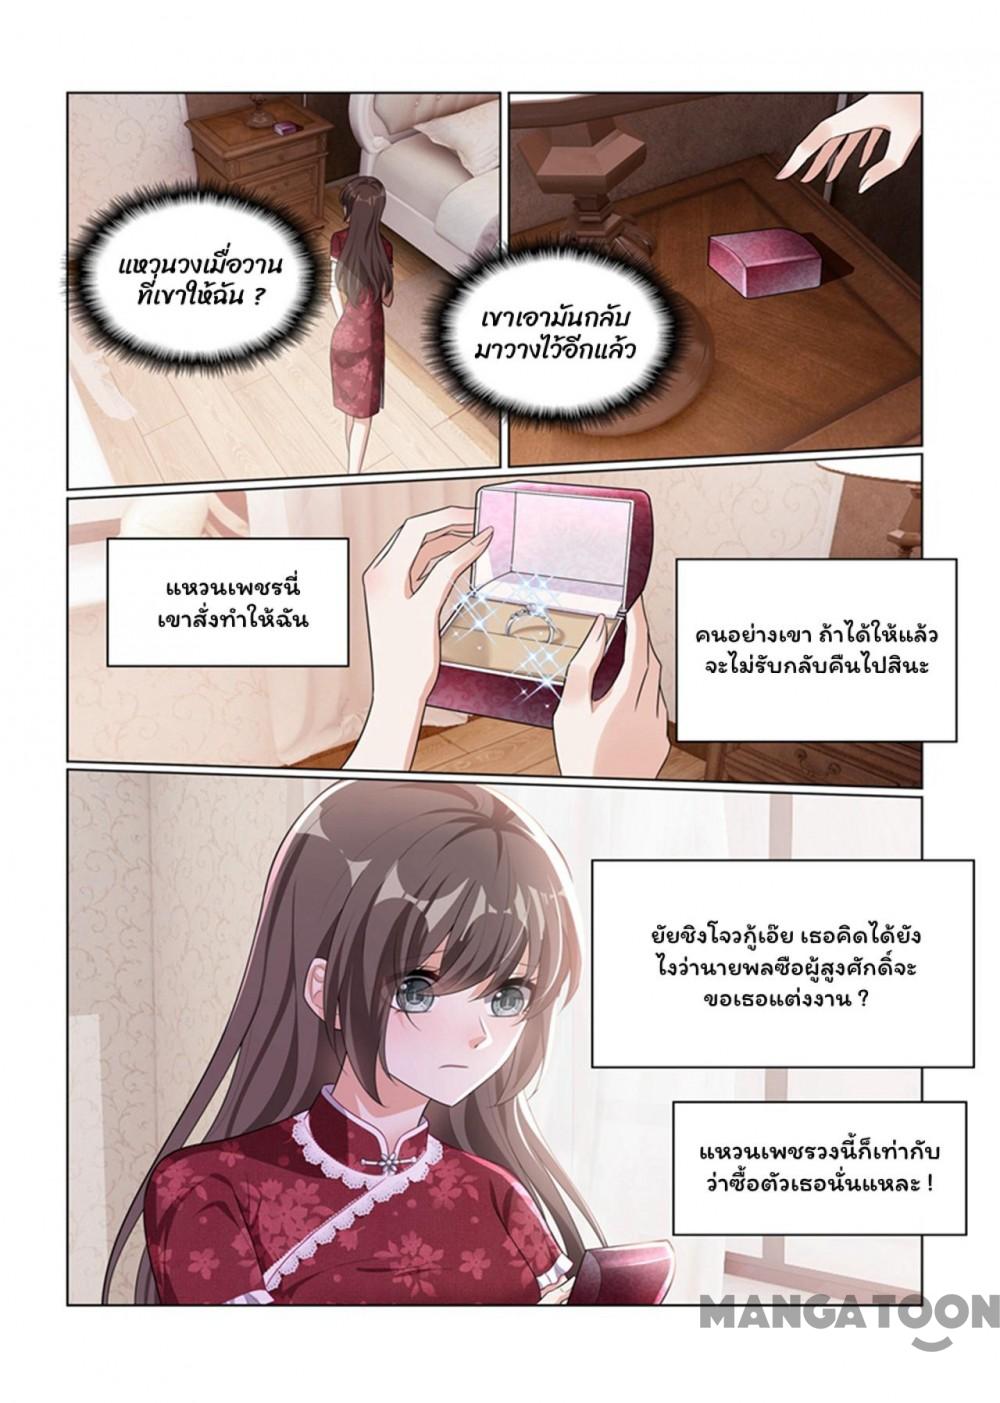 แหวนวงเมื่อวาน
ที่เขาให้ฉัน ?
เขาเอามันกลับ
มาวางไว้อีกแล้ว
แหวนเพชรนี่
เขาสั่งทำให้ฉัน
คนอย่างเขา ถ้าได้ให้แล้ว
จะไม่รับกลับคืนไปสินะ
ยัยชิงโจวกู้เอ๊ย เธอคิดได้ยัง
ไงว่านายพลซือผู้สูงศักดิ์จะ
ขอเธอแต่งงาน ?
แหวนเพชรวงนี้ก็เท่ากับ
ว่าซื้อตัวเธอนั่นแหละ !
MANGATOON